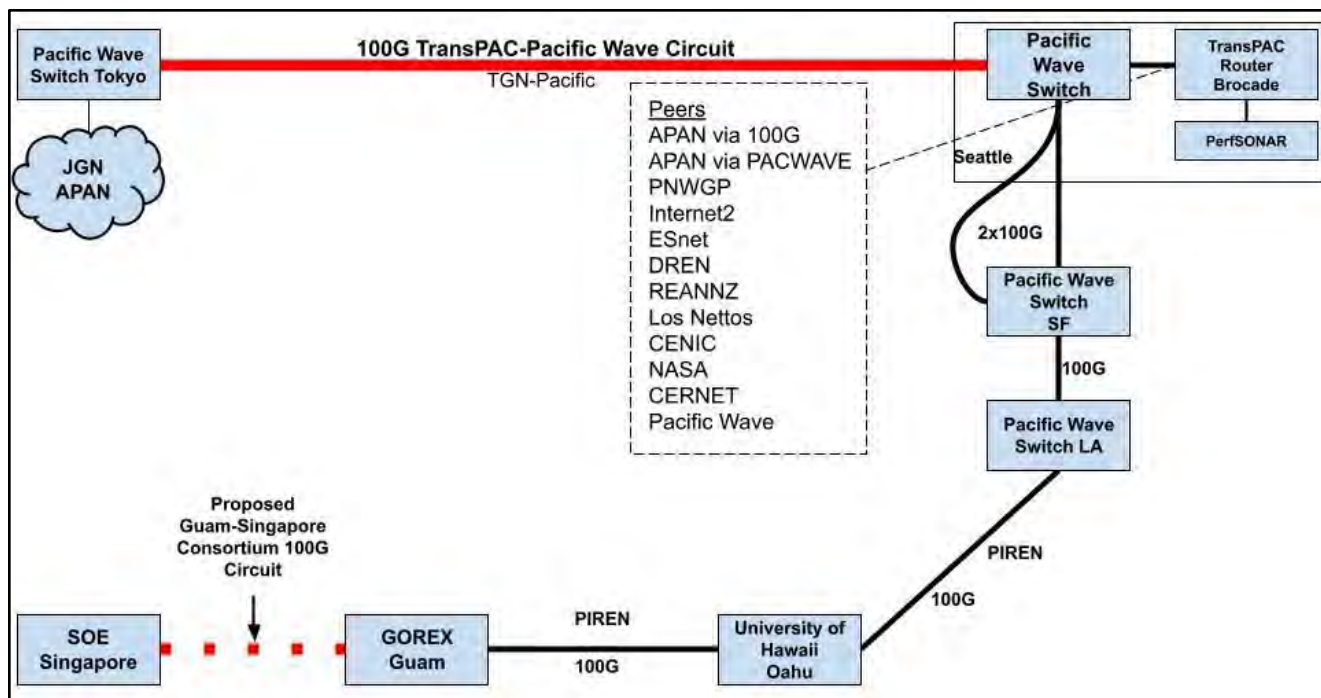 Pacific Wave
Switch Tokyo
100G TransPAC-Pacific Wave Circuit
TGN-Pacific
Pacific
Wave
Switch
TransPAC
Router
Brocade
PerfSONAR
JGN
APAN
Peers
APAN via 100G
APAN via PACWAVE
PNWGP
Internet2
ESnet
DREN
REANNZ
Los Nettos
CENIC
NASA
CERNET
Pacific Wave
Seattle
2x100G
Pacific Wave
Switch
SF
100G
Pacific Wave
Switch LA
PIREN
100G
Proposed
Guam-Singapore
Consortium 100G
Circuit
SOE
Singapore
GOREX
Guam
PIREN
100G
University of
Hawaii
Oahu